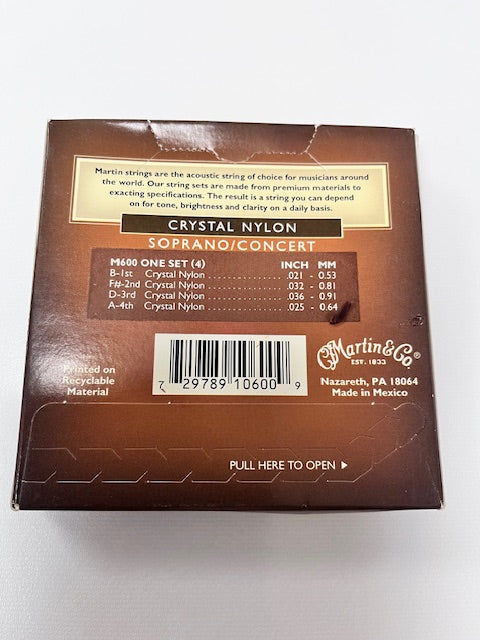 Martin strings are the acoustic string of choice for musicians around
the world. Our string sets are made from premium materials to
exacting specifications. The result is a string you can depend
on for tone, brightness and clarity on a daily basis.
CRYSTAL NYLON
SOPRANO/CONCERT
M600 ONE SET (4) INCH - MM
B-1st Crystal Nylon .021 - 0.53
F#-2nd Crystal Nylon .032 - 0.81
D-3rd Crystal Nylon .036 - 0.91
A-4th Crystal Nylon .025 - 0.64
7 29789 10600 9
Martin & Co.®
EST. 1833
Nazareth, PA 18064
Made in Mexico
Printed on
Recyclable
Material
PULL HERE TO OPEN